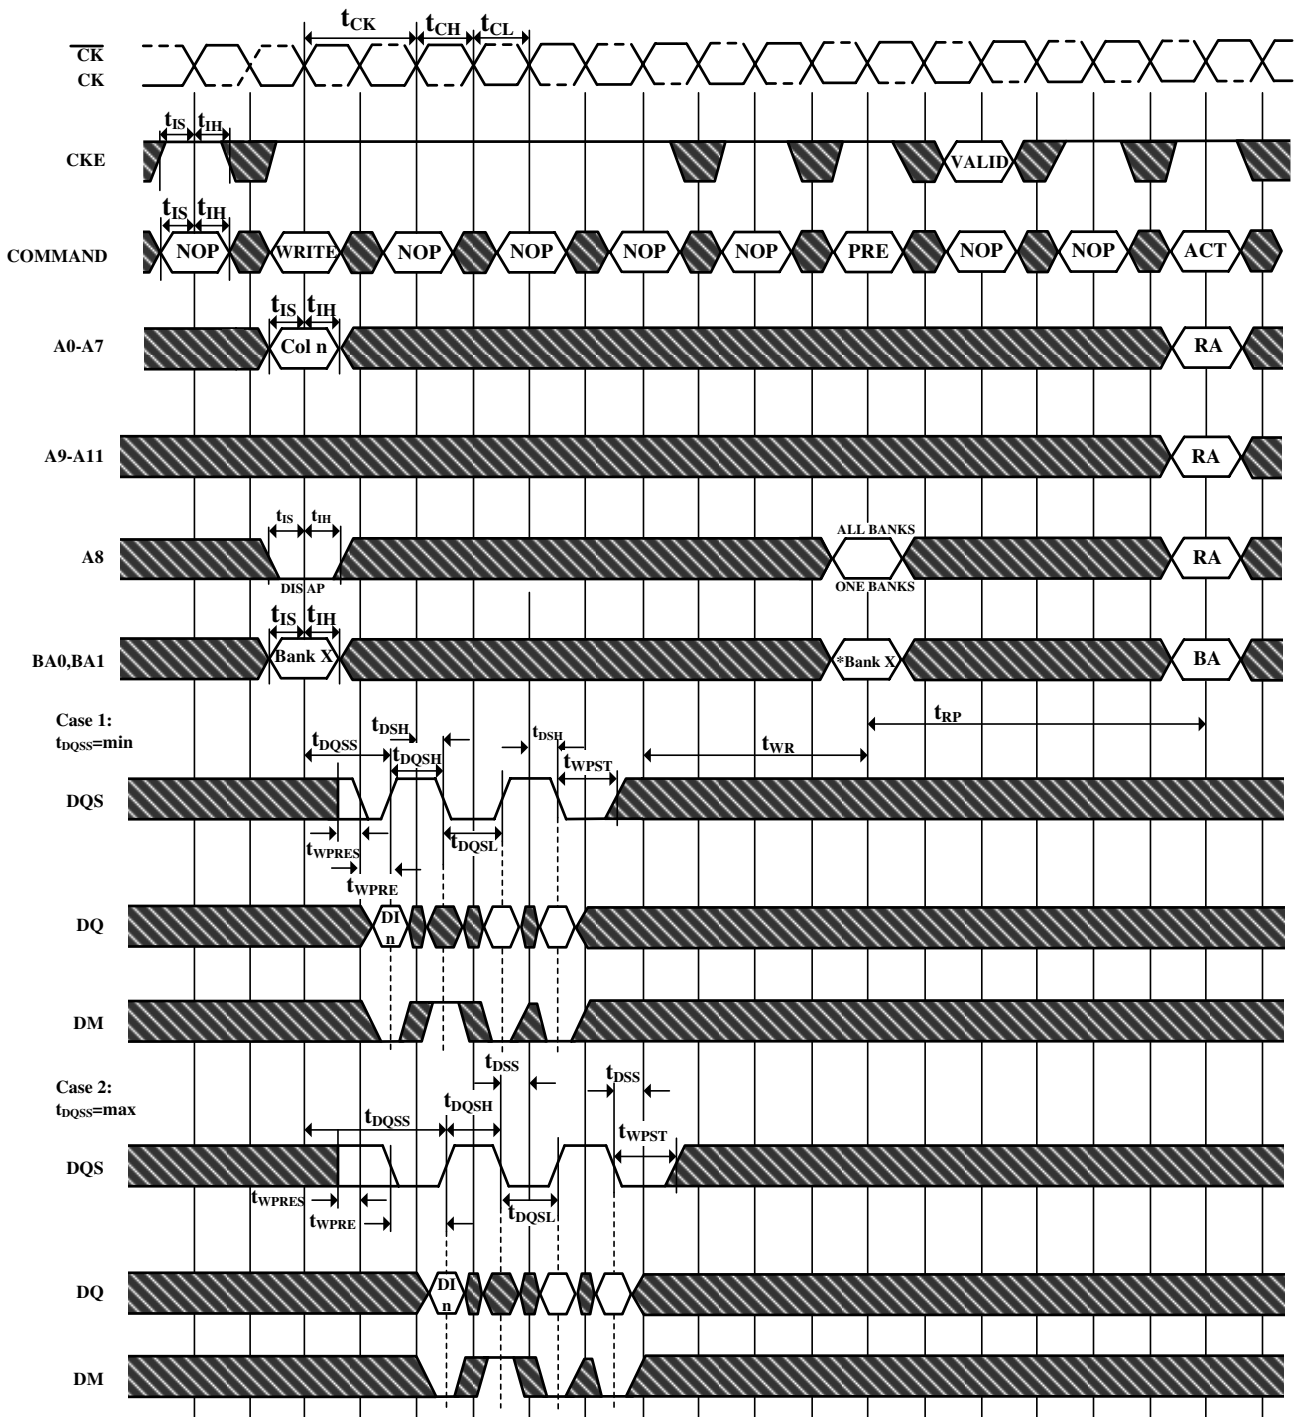 tCK tCH tCL
CK
CK
tIS tIH
CKE VALID
tIS tIH
COMMAND NOP WRITE NOP NOP NOP NOP PRE NOP NOP ACT
tIS tIH
A0-A7 Col n RA
A9-A11 RA
tIS tIH ALL BANKS
A8 RA
DIS AP ONE BANKS
tIS tIH
BA0,BA1 Bank X *Bank X BA
Case 1:
tDQSS=min
tDQSS tDSH tDQSH tDSH tWPST tWR tRP
DQS
tWPRES tDQSL
tWPRE
DQ DI n
DM
tDSS tDSS
Case 2:
tDQSS=max
tDQSS tDQSH tWPST
DQS
tWPRES tWPRE tDQSL
DQ DI n
DM